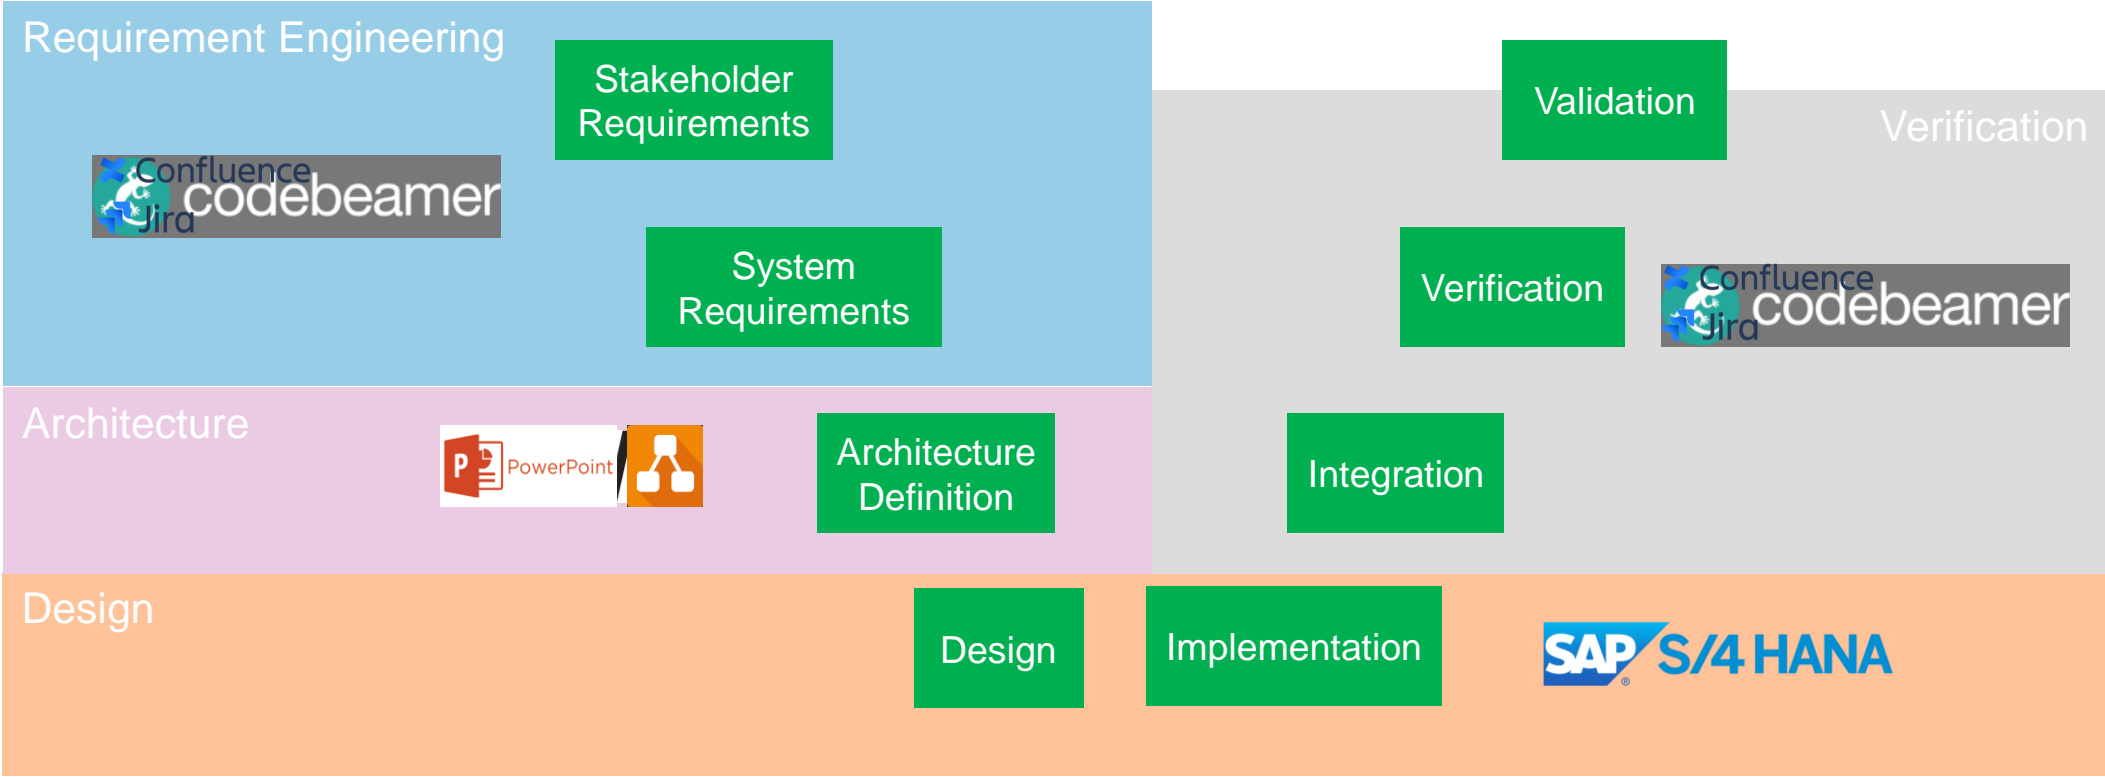 Requirement Engineering
Stakeholder
Requirements
Confluence
codebeamer
Jira
System
Requirements
Validation
Verification
Verification
Confluence
codebeamer
Jira
Architecture
P
PowerPoint
Architecture
Definition
Integration
Design
Design
Implementation
SAP® S/4 HANA